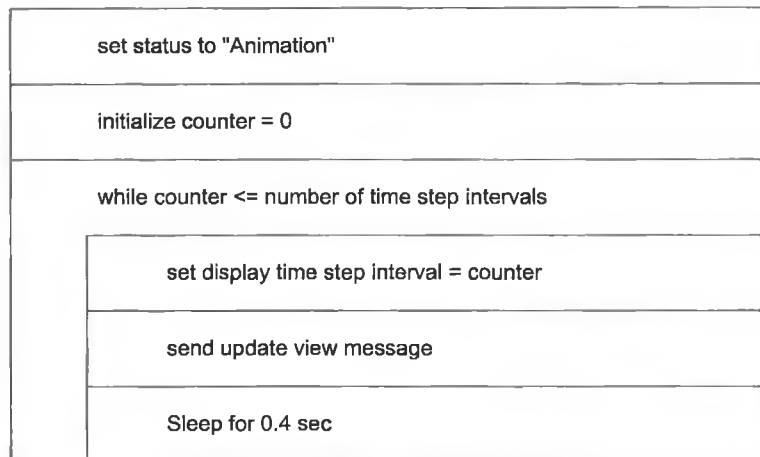 set status to "Animation"
initialize counter = 0
while counter <= number of time step intervals
set display time step interval = counter
send update view message
Sleep for 0.4 sec